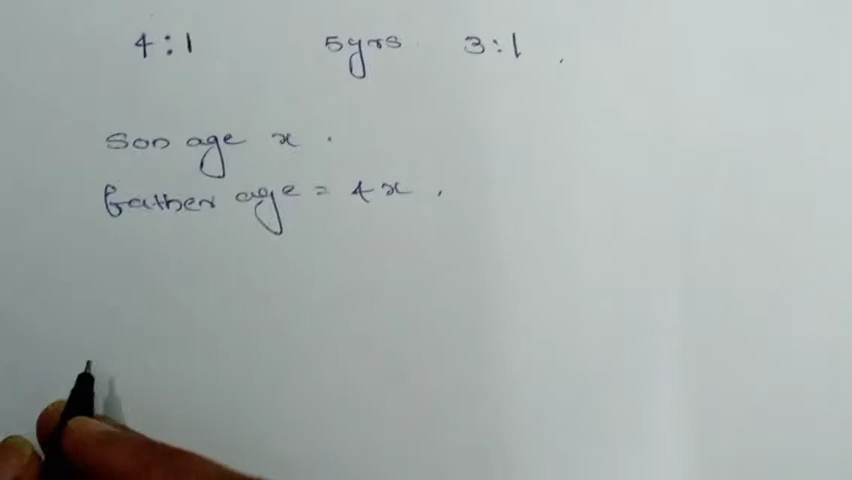 4:1 5yrs 3:1
Son age x.
father age = 4x.